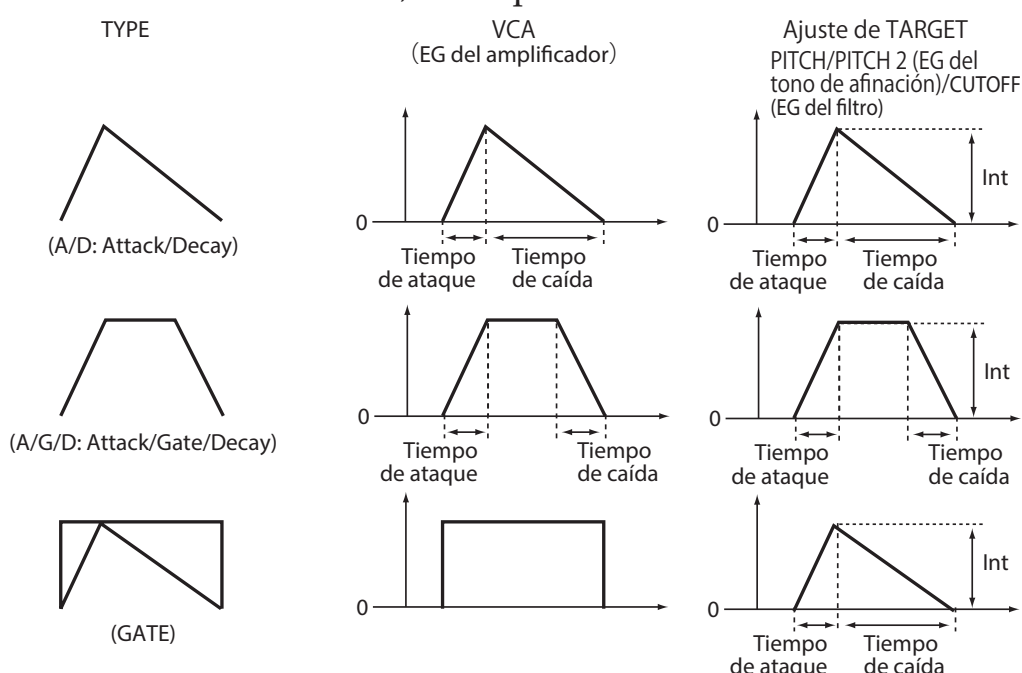 TYPE
VCA
(EG del amplificador)
Ajuste de TARGET
PITCH/PITCH 2 (EG del
tono de afinación)/CUTOFF
(EG del filtro)
0
0
Int
(A/D: Attack/Decay)
Tiempo
de ataque
Tiempo
de caída
Tiempo
de ataque
Tiempo
de caída
0
0
Int
(A/G/D: Attack/Gate/Decay)
Tiempo
de ataque
Tiempo
de caída
Tiempo
de ataque
Tiempo
de caída
0
0
Int
(GATE)
Tiempo
de ataque
Tiempo
de caída